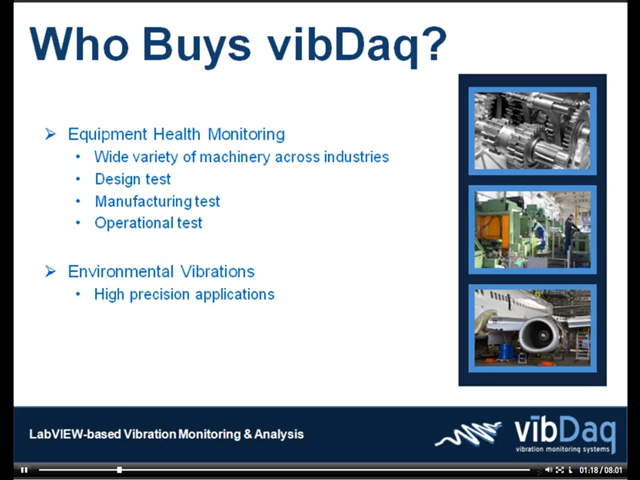 Who Buys vibDaq?
Equipment Health Monitoring
Wide variety of machinery across industries
Design test
Manufacturing test
Operational test
Environmental Vibrations
High precision applications
LabVIEW-based Vibration Monitoring & Analysis
vibDaq
vibration monitoring systems
01:18 / 08:01